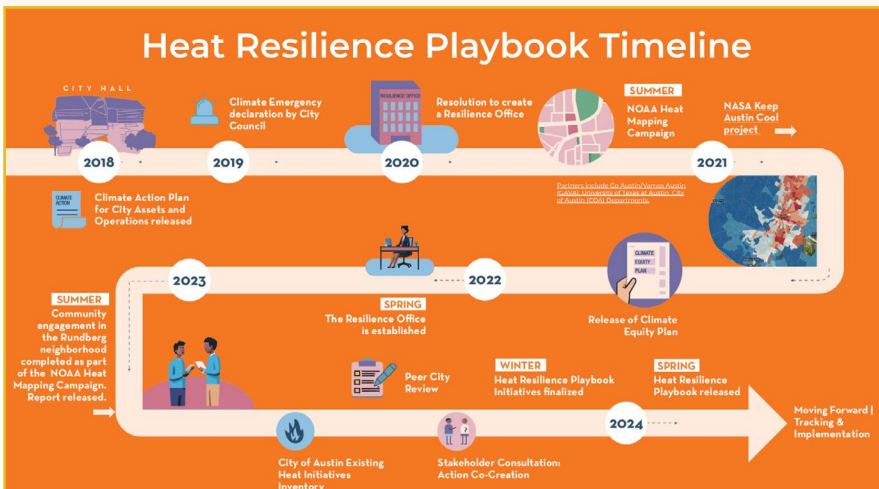 Heat Resilience Playbook Timeline
CITY HALL
2018
Climate Action Plan
for City Assets and
Operations released
CLIMATE
ACTION
2019
Climate Emergency
declaration by City
Council
RESILIENCE OFFICE
2020
Resolution to create
a Resilience Office
SUMMER
NOAA Heat
Mapping
Campaign
Partners include Go Austin/Vamos Austin
(GAVA), University of Texas at Austin, City
of Austin (COA) Departments.
2021
NASA Keep
Austin Cool
project
CLIMATE
EQUITY
PLAN
Release of Climate
Equity Plan
2022
SPRING
The Resilience Office
is established
2023
SUMMER
Community
engagement in
the Rundberg
neighborhood
completed as part
of the NOAA Heat
Mapping Campaign.
Report released.
City of Austin Existing
Heat Initiatives
Inventory
Peer City
Review
Stakeholder Consultation:
Action Co-Creation
WINTER
Heat Resilience Playbook
Initiatives finalized
2024
SPRING
Heat Resilience
Playbook released
Moving Forward |
Tracking &
Implementation